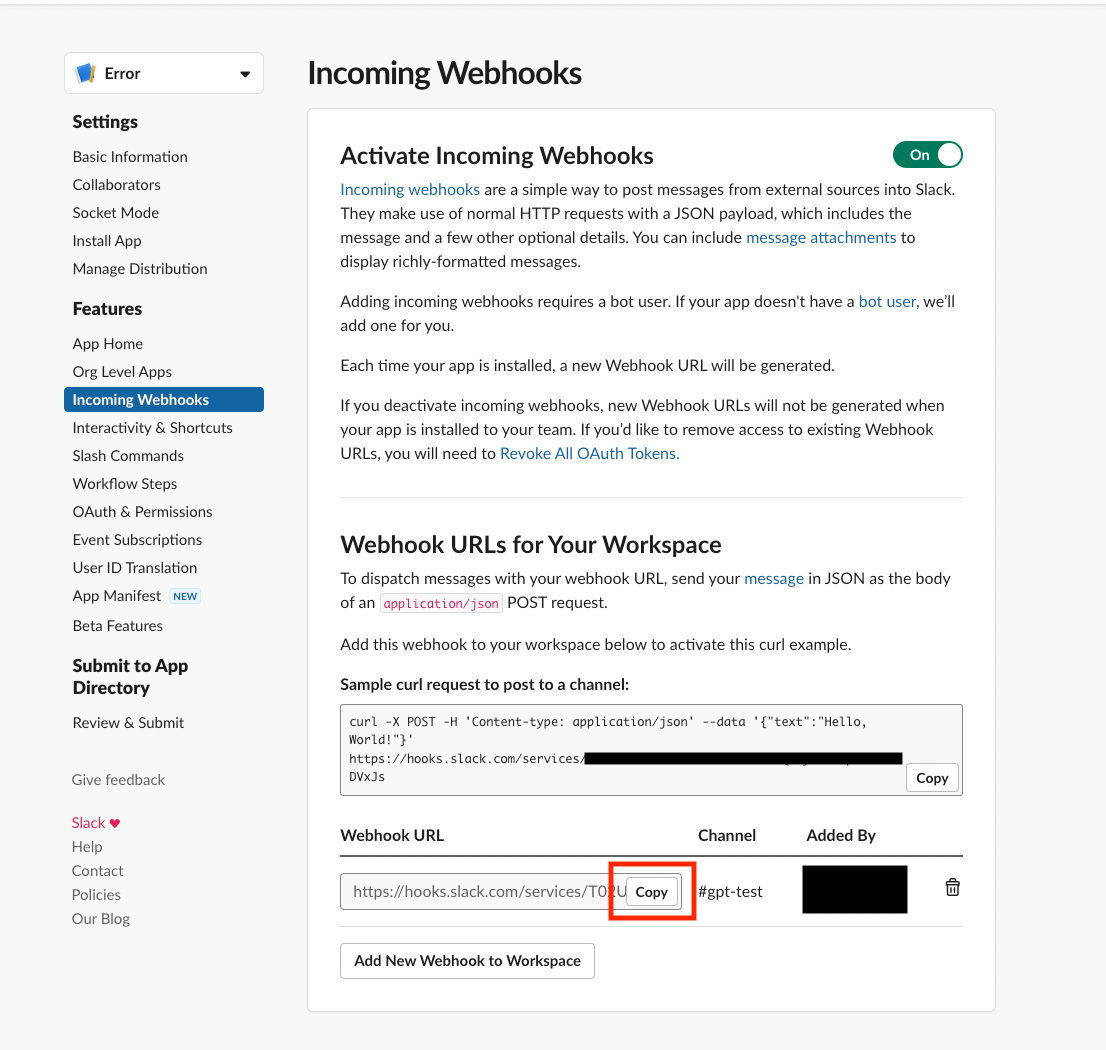 Error
Settings
Basic Information
Collaborators
Socket Mode
Install App
Manage Distribution
Features
App Home
Org Level Apps
Incoming Webhooks
Interactivity & Shortcuts
Slash Commands
Workflow Steps
OAuth & Permissions
Event Subscriptions
User ID Translation
App Manifest NEW
Beta Features
Submit to App
Directory
Review & Submit
Give feedback
Slack ♥
Help
Contact
Policies
Our Blog
Incoming Webhooks
Activate Incoming Webhooks
On
Incoming webhooks are a simple way to post messages from external sources into Slack.
They make use of normal HTTP requests with a JSON payload, which includes the
message and a few other optional details. You can include message attachments to
display richly-formatted messages.
Adding incoming webhooks requires a bot user. If your app doesn't have a bot user, we’ll
add one for you.
Each time your app is installed, a new Webhook URL will be generated.
If you deactivate incoming webhooks, new Webhook URLs will not be generated when
your app is installed to your team. If you’d like to remove access to existing Webhook
URLs, you will need to Revoke All OAuth Tokens.
Webhook URLs for Your Workspace
To dispatch messages with your webhook URL, send your message in JSON as the body
of an application/json POST request.
Add this webhook to your workspace below to activate this curl example.
Sample curl request to post to a channel:
curl -X POST -H 'Content-type: application/json' --data '{"text":"Hello,
World!"}'
https://hooks.slack.com/services/
DVxJs
Copy
Webhook URL Channel Added By
https://hooks.slack.com/services/T02U Copy #gpt-test
Add New Webhook to Workspace